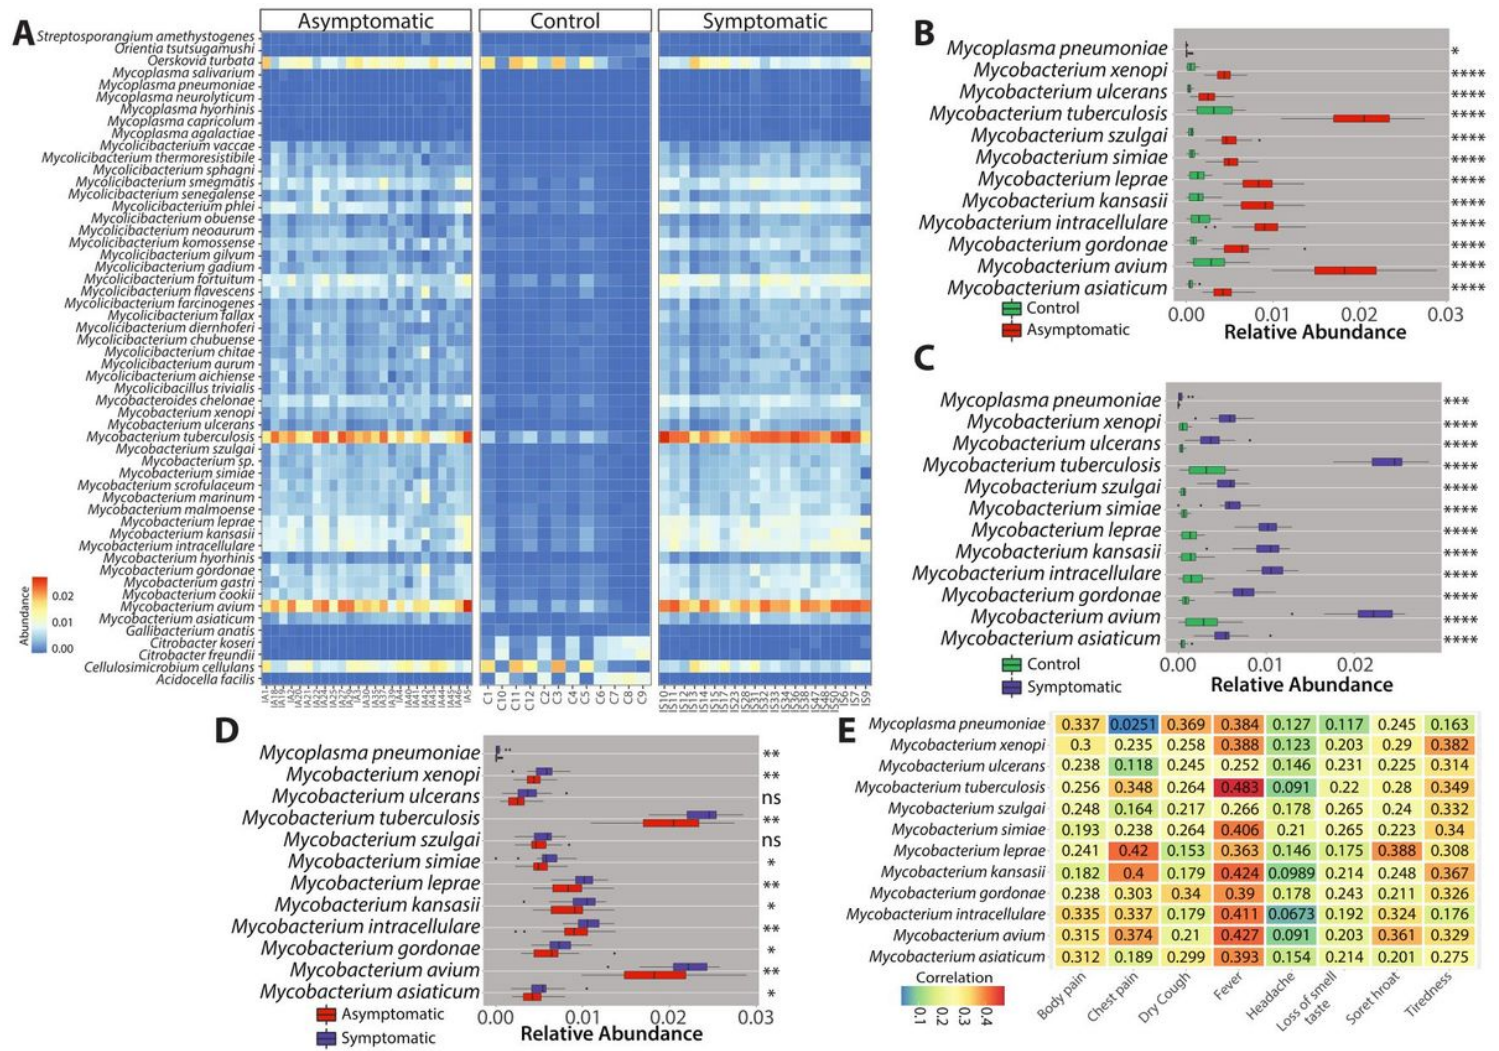 A
Asymptomatic
Control
Symptomatic
Streptosporangium amethystogenes
Orientia tsutsugamushi
Oerskovia turbata
Mycoplasma salivarium
Mycoplasma pneumoniae
Mycoplasma neurolyticum
Mycoplasma hyorhinis
Mycoplasma capricolum
Mycoplasma agalactiae
Mycolicibacterium vaccae
Mycolicibacterium thermoresistibile
Mycolicibacterium sphagni
Mycolicibacterium smegmatis
Mycolicibacterium senegalense
Mycolicibacterium phlei
Mycolicibacterium obuense
Mycolicibacterium neoaurum
Mycolicibacterium komossense
Mycolicibacterium gilvum
Mycolicibacterium gadium
Mycolicibacterium fortuitum
Mycolicibacterium flavescens
Mycolicibacterium farcinogenes
Mycolicibacterium fallax
Mycolicibacterium diernhoferi
Mycolicibacterium chubuense
Mycolicibacterium chitae
Mycolicibacterium aurum
Mycolicibacterium aichiense
Mycolicibacillus trivialis
Mycobacteroides chelonae
Mycobacterium xenopi
Mycobacterium ulcerans
Mycobacterium tuberculosis
Mycobacterium szulgai
Mycobacterium sp.
Mycobacterium simiae
Mycobacterium scrofulaceum
Mycobacterium marinum
Mycobacterium malmoense
Mycobacterium leprae
Mycobacterium kansasii
Mycobacterium intracellulare
Mycobacterium hyorhinis
Mycobacterium gordonae
Mycobacterium gastri
Mycobacterium cookii
Mycobacterium avium
Mycobacterium asiaticum
Gallibacterium anatis
Citrobacter koseri
Citrobacter freundii
Cellulosimicrobium cellulans
Acidocella facilis
Abundance
0.02
0.01
0.00
C1 C10 C11 C12 C2 C3 C4 C5 C6 C7 C8 C9
B
Mycoplasma pneumoniae *
Mycobacterium xenopi ****
Mycobacterium ulcerans ****
Mycobacterium tuberculosis ****
Mycobacterium szulgai ****
Mycobacterium simiae ****
Mycobacterium leprae ****
Mycobacterium kansasii ****
Mycobacterium intracellulare ****
Mycobacterium gordonae ****
Mycobacterium avium ****
Mycobacterium asiaticum ****
Control
Asymptomatic
0.00 0.01 0.02 0.03
Relative Abundance
C
Mycoplasma pneumoniae ***
Mycobacterium xenopi ****
Mycobacterium ulcerans ****
Mycobacterium tuberculosis ****
Mycobacterium szulgai ****
Mycobacterium simiae ****
Mycobacterium leprae ****
Mycobacterium kansasii ****
Mycobacterium intracellulare ****
Mycobacterium gordonae ****
Mycobacterium avium ****
Mycobacterium asiaticum ****
Control
Symptomatic
0.00 0.01 0.02
Relative Abundance
D
Mycoplasma pneumoniae **
Mycobacterium xenopi **
Mycobacterium ulcerans ns
Mycobacterium tuberculosis **
Mycobacterium szulgai ns
Mycobacterium simiae *
Mycobacterium leprae **
Mycobacterium kansasii *
Mycobacterium intracellulare **
Mycobacterium gordonae *
Mycobacterium avium **
Mycobacterium asiaticum *
Asymptomatic
Symptomatic
0.00 0.01 0.02 0.03
Relative Abundance
E
Mycoplasma pneumoniae 0.337 0.0251 0.369 0.384 0.127 0.117 0.245 0.163
Mycobacterium xenopi 0.3 0.235 0.258 0.388 0.123 0.203 0.29 0.382
Mycobacterium ulcerans 0.238 0.118 0.245 0.252 0.146 0.231 0.225 0.314
Mycobacterium tuberculosis 0.256 0.348 0.264 0.483 0.091 0.22 0.28 0.349
Mycobacterium szulgai 0.248 0.164 0.217 0.266 0.178 0.265 0.24 0.332
Mycobacterium simiae 0.193 0.238 0.264 0.406 0.21 0.265 0.223 0.34
Mycobacterium leprae 0.241 0.42 0.153 0.363 0.146 0.175 0.388 0.308
Mycobacterium kansasii 0.182 0.4 0.179 0.424 0.0989 0.214 0.248 0.367
Mycobacterium gordonae 0.238 0.303 0.34 0.39 0.178 0.243 0.211 0.326
Mycobacterium intracellulare 0.335 0.337 0.179 0.411 0.0673 0.192 0.324 0.176
Mycobacterium avium 0.315 0.374 0.21 0.427 0.091 0.203 0.361 0.329
Mycobacterium asiaticum 0.312 0.189 0.299 0.393 0.154 0.214 0.201 0.275
Correlation
0.1 0.2 0.3 0.4
Body pain
Chest pain
Dry Cough
Fever
Headache
Loss of smell
taste
Soret hroat
Tiredness